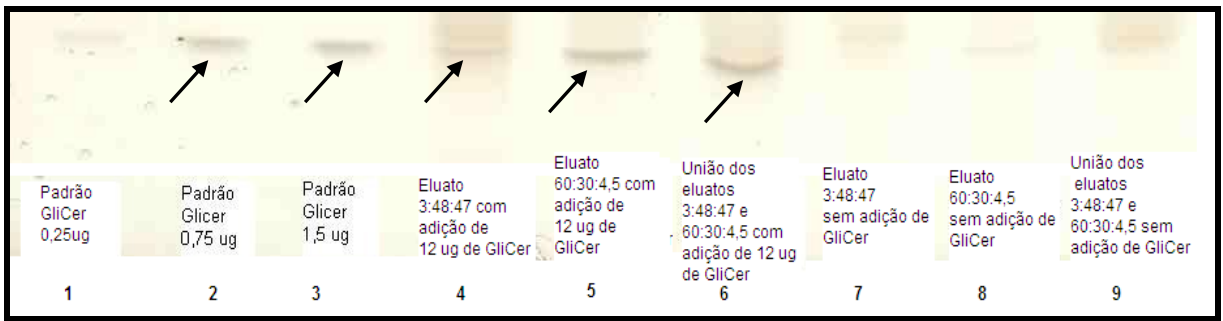 Padrão
GliCer
0,25ug
Padrão
Glicer
0,75 ug
Padrão
Glicer
1,5 ug
Eluato
3:48:47 com
adição de
12 ug de GliCer
Eluato
60:30:4,5 com
adição de
12 ug de
GliCer
União dos
eluatos
3:48:47 e
60:30:4,5 com
adição de 12 ug
de GliCer
Eluato
3:48:47
sem adição de
GliCer
Eluato
60:30:4,5
sem adição de
GliCer
União dos
eluatos
3:48:47 e
60:30:4,5 sem
adição de GliCer
1 2 3 4 5 6 7 8 9